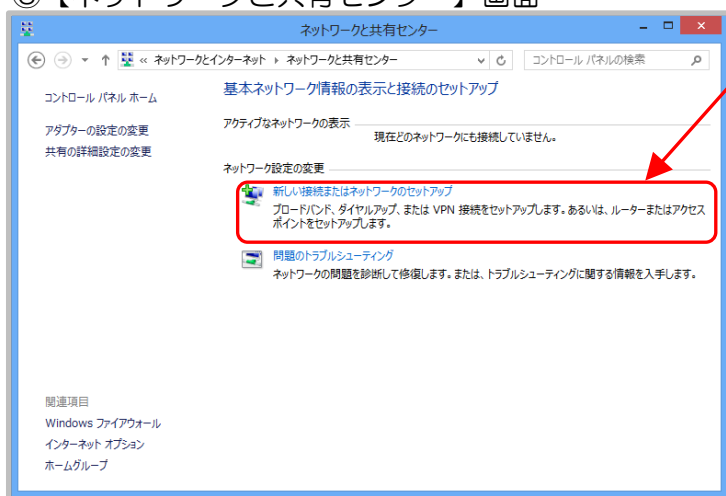 ネットワークと共有センター
« ネットワークとインターネット ▸ ネットワークと共有センター
コントロール パネルの検索
コントロール パネル ホーム
アダプターの設定の変更
共有の詳細設定の変更
基本ネットワーク情報の表示と接続のセットアップ
アクティブなネットワークの表示
現在どのネットワークにも接続していません。
ネットワーク設定の変更
新しい接続またはネットワークのセットアップ
ブロードバンド、ダイヤルアップ、または VPN 接続をセットアップします。あるいは、ルーターまたはアクセス
ポイントをセットアップします。
問題のトラブルシューティング
ネットワークの問題を診断して修復します。または、トラブルシューティングに関する情報を入手します。
関連項目
Windows ファイアウォール
インターネット オプション
ホームグループ